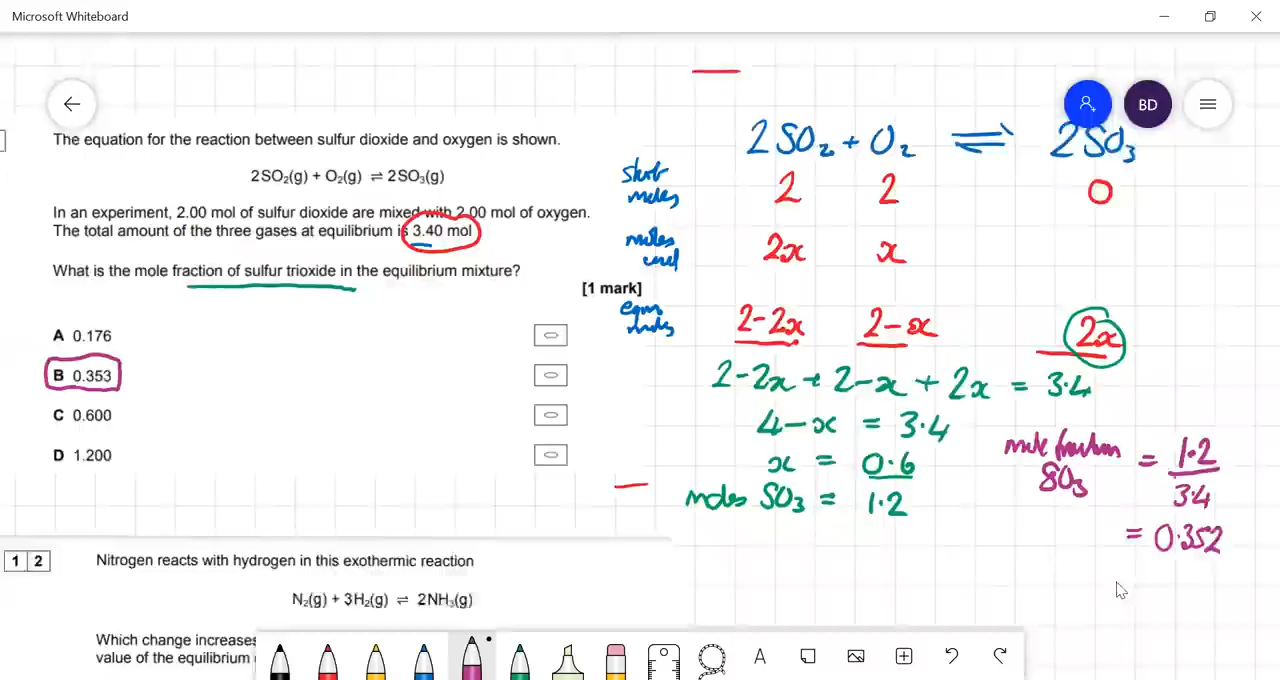 Microsoft Whiteboard
BD
The equation for the reaction between sulfur dioxide and oxygen is shown.
2SO₂(g) + O₂(g) ⇌ 2SO₃(g)
In an experiment, 2.00 mol of sulfur dioxide are mixed with 2.00 mol of oxygen.
The total amount of the three gases at equilibrium is 3.40 mol
What is the mole fraction of sulfur trioxide in the equilibrium mixture?
[1 mark]
A 0.176
B 0.353
C 0.600
D 1.200
2SO₂ + O₂ ⇌ 2SO₃
start
moles 2 2 0
moles
used 2x x
eqm
moles 2-2x 2-x 2x
2-2x + 2-x + 2x = 3.4
4-x = 3.4
x = 0.6
moles SO₃ = 1.2
mole fraction
SO₃ = 1.2
3.4
= 0.352
1 2 Nitrogen reacts with hydrogen in this exothermic reaction
N₂(g) + 3H₂(g) ⇌ 2NH₃(g)
Which change increases
value of the equilibrium
A